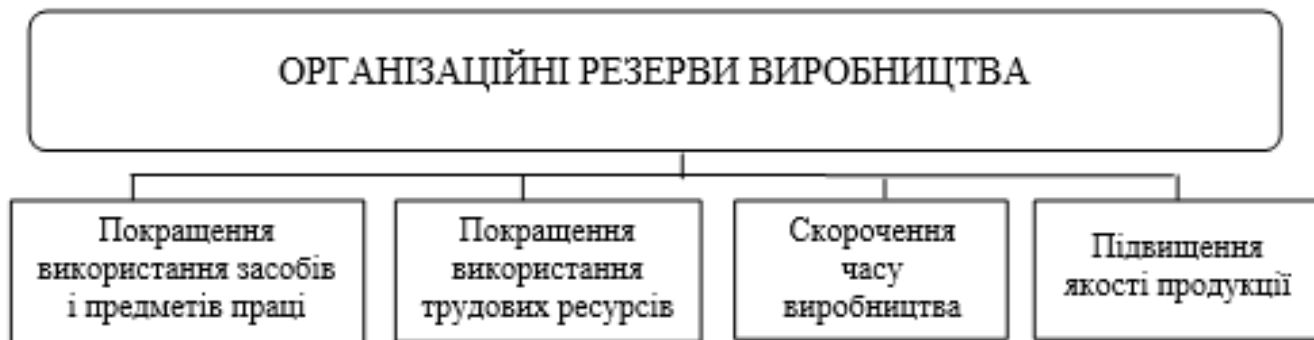 ОРГАНІЗАЦІЙНІ РЕЗЕРВИ ВИРОБНИЦТВА
Покращення
використання засобів
і предметів праці
Покращення
використання
трудових ресурсів
Скорочення
часу
виробництва
Підвищення
якості продукції